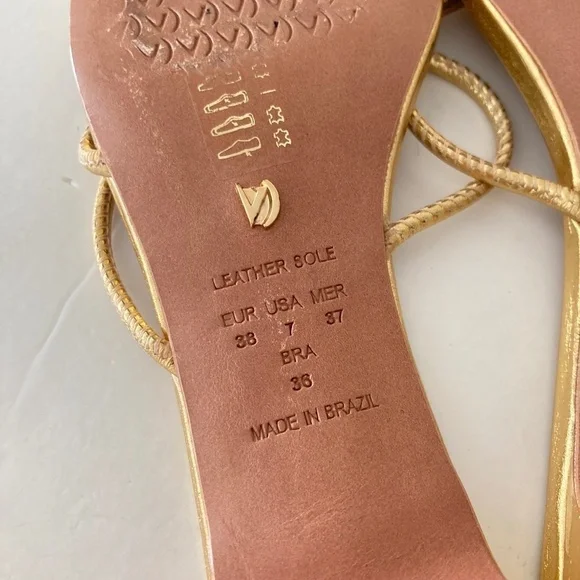 LEATHER SOLE
EUR USA MER
38 7 37
BRA
36
MADE IN BRAZIL